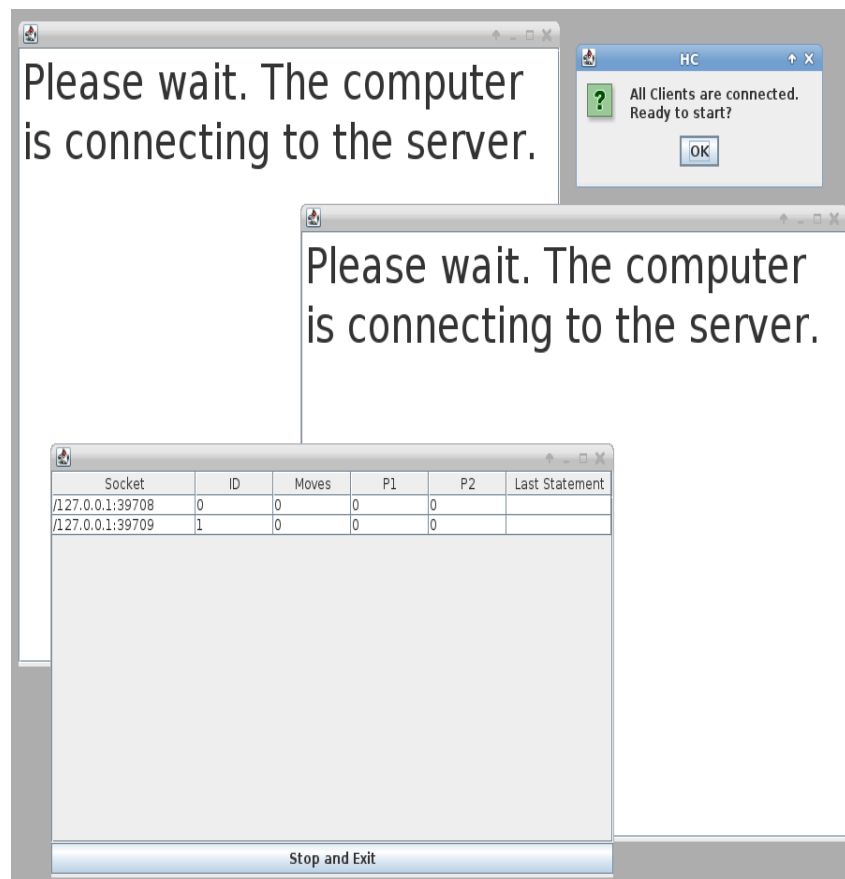 Please wait. The computer
is connecting to the server.
HC
All Clients are connected.
Ready to start?
OK
Please wait. The computer
is connecting to the server.
Socket ID Moves P1 P2 Last Statement
/127.0.0.1:39708 0 0 0 0
/127.0.0.1:39709 1 0 0 0
Stop and Exit